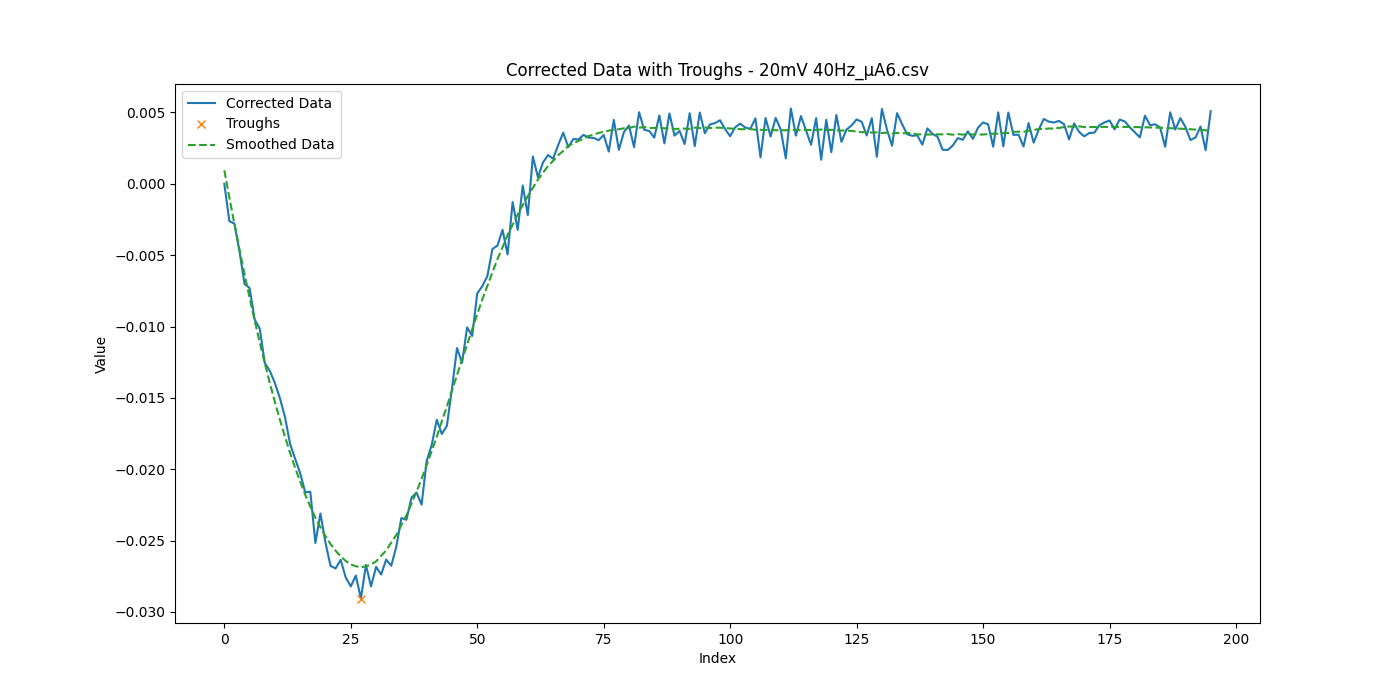 Corrected Data with Troughs - 20mV 40Hz_μA6.csv
Corrected Data
Troughs
Smoothed Data
0.005
0.000
−0.005
−0.010
−0.015
−0.020
−0.025
−0.030
Value
0 25 50 75 100 125 150 175 200
Index